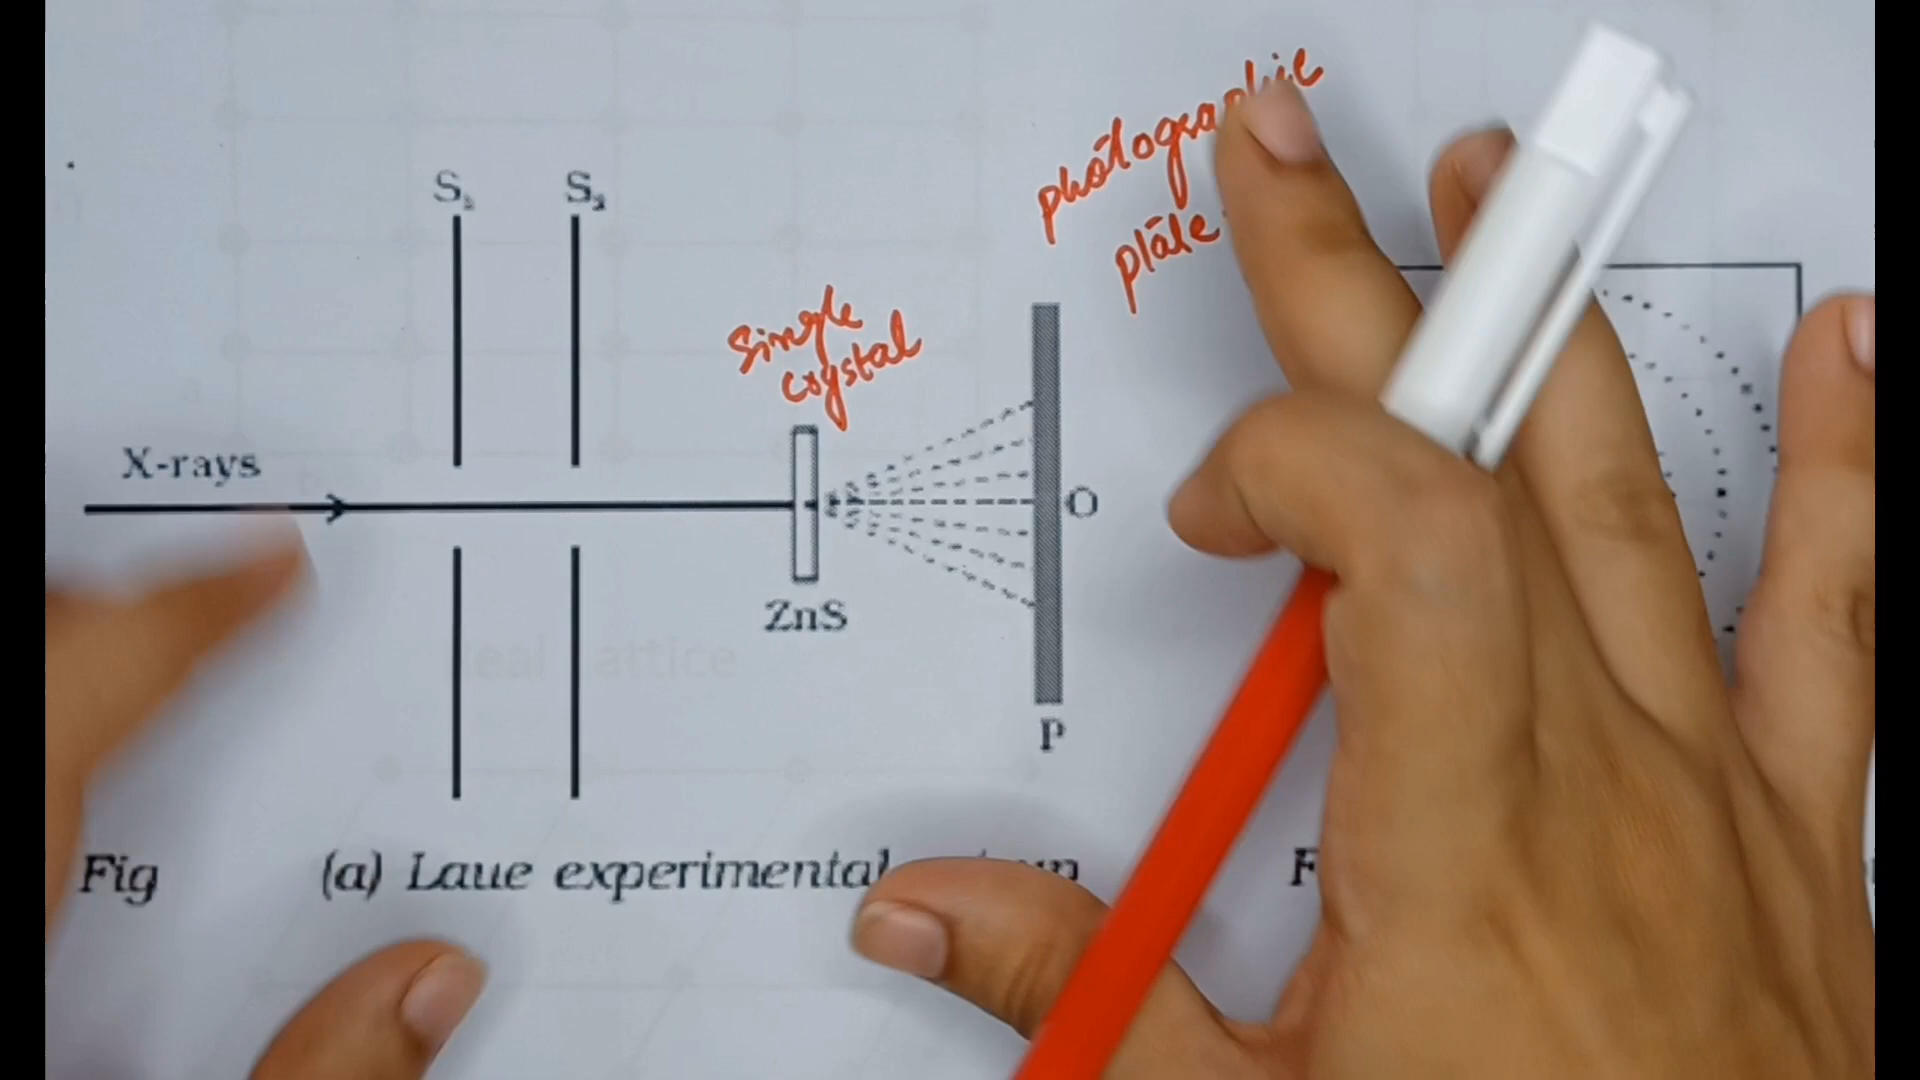 photographic
plate
S₁ S₂
Single
crystal
X-rays
O
ZnS
P
Fig (a) Laue experimental